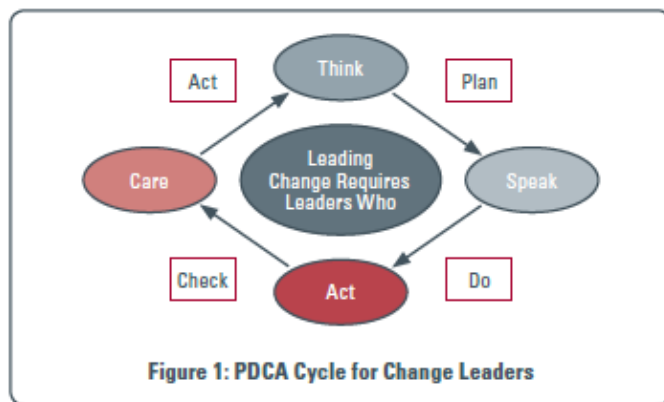 Think
Act
Plan
Leading
Change Requires
Leaders Who
Care
Speak
Check
Act
Do
Figure 1: PDCA Cycle for Change Leaders